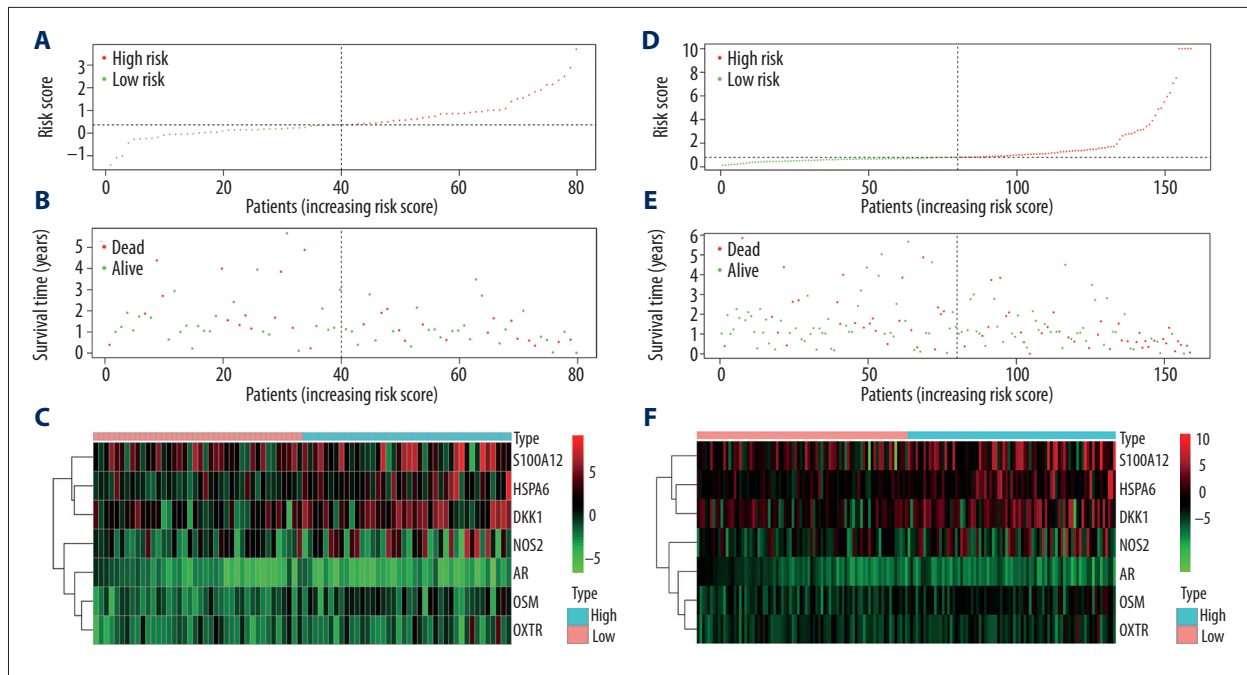 A
High risk
Low risk
Risk score
3
2
1
0
−1
0 20 40 60 80
Patients (increasing risk score)
B
Dead
Alive
Survival time (years)
5
4
3
2
1
0
0 20 40 60 80
Patients (increasing risk score)
C
Type
S100A12
HSPA6
DKK1
NOS2
AR
OSM
OXTR
5
0
−5
Type
High
Low
D
High risk
Low risk
Risk score
10
8
6
4
2
0
0 50 100 150
Patients (increasing risk score)
E
Dead
Alive
Survival time (years)
6
5
4
3
2
1
0
0 50 100 150
Patients (increasing risk score)
F
Type
S100A12
HSPA6
DKK1
NOS2
AR
OSM
OXTR
10
5
0
−5
Type
High
Low